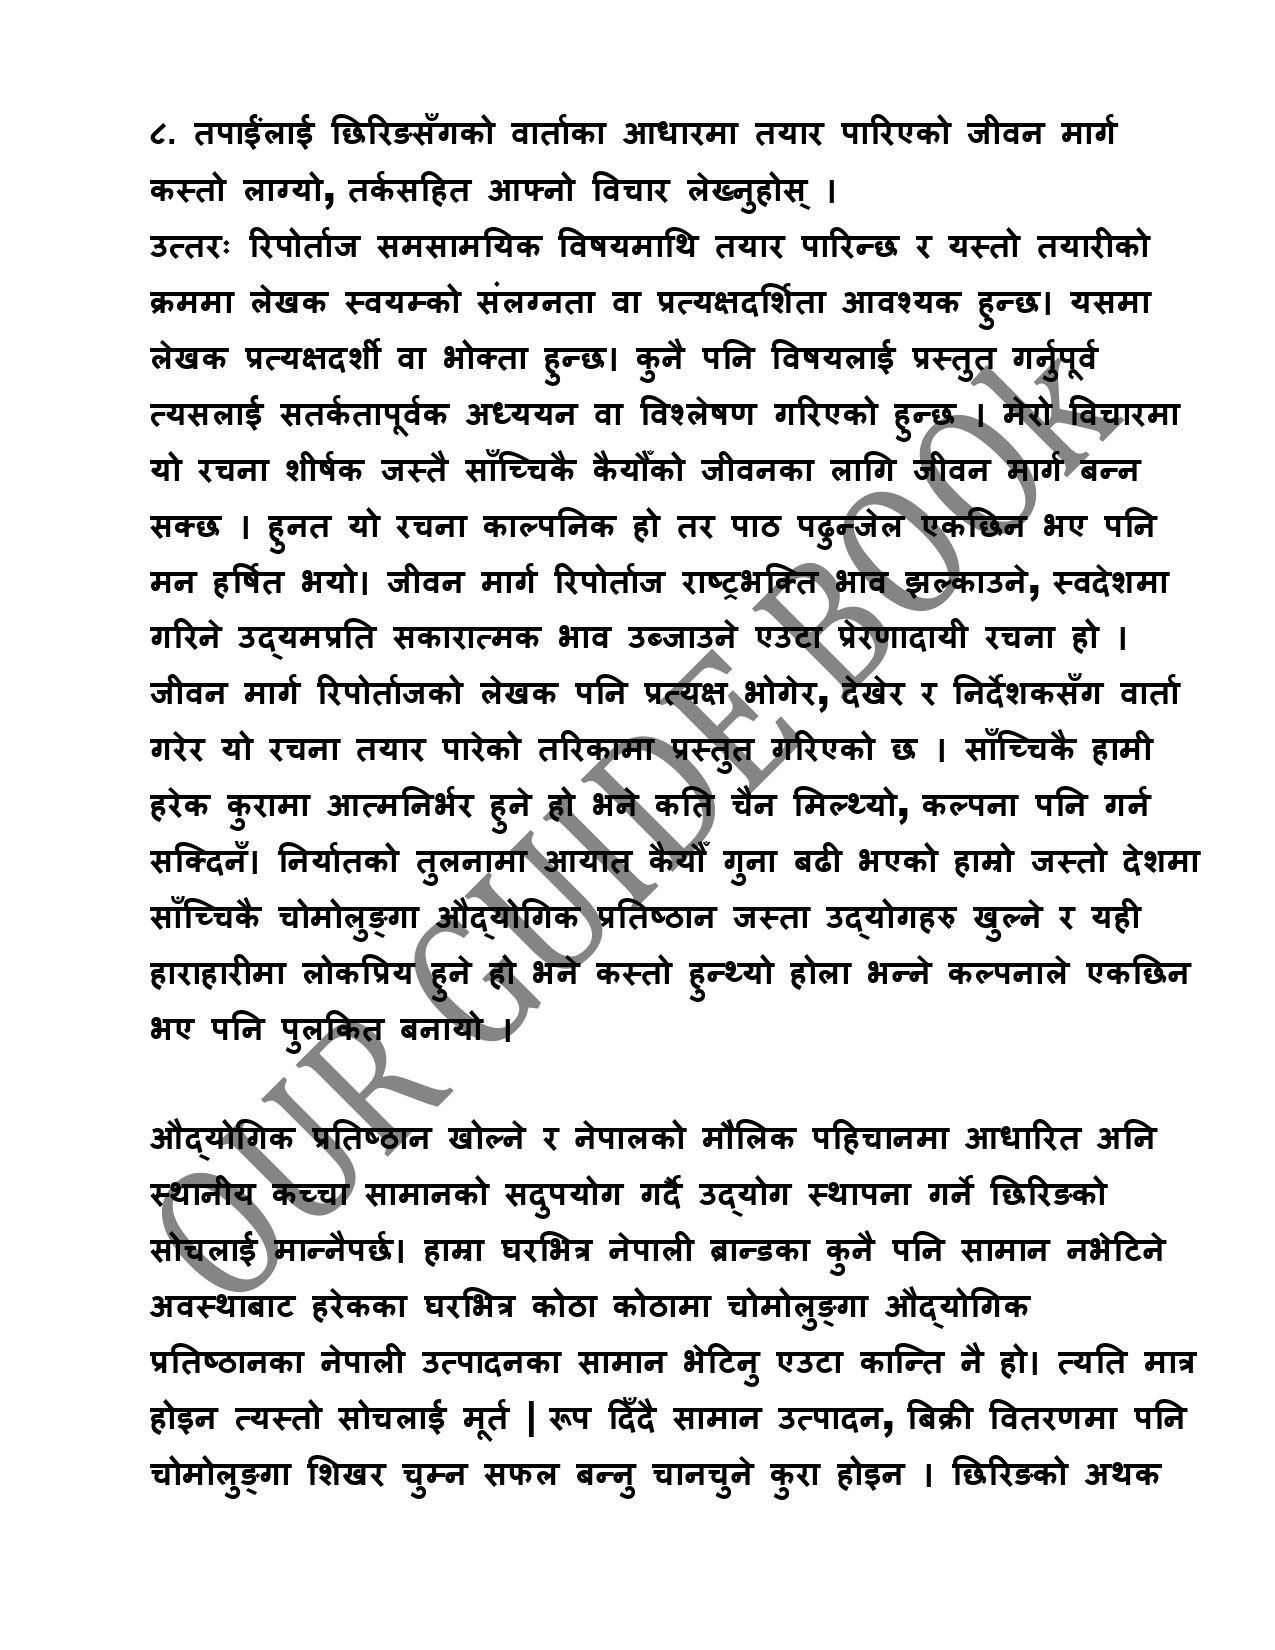 ८. तपाईंलाई छिरिङसँगको वार्ताका आधारमा तयार पारिएको जीवन मार्ग
कस्तो लाग्यो, तर्कसहित आफ्नो विचार लेख्नुहोस् ।
उत्तरः रिपोर्ताज समसामयिक विषयमाथि तयार पारिन्छ र यस्तो तयारीको
क्रममा लेखक स्वयम्को संलग्नता वा प्रत्यक्षदर्शिता आवश्यक हुन्छ। यसमा
लेखक प्रत्यक्षदर्शी वा भोक्ता हुन्छ। कुनै पनि विषयलाई प्रस्तुत गर्नुपूर्व
त्यसलाई सतर्कतापूर्वक अध्ययन वा विश्लेषण गरिएको हुन्छ । मेरो विचारमा
यो रचना शीर्षक जस्तै साँच्चिकै कैयौँको जीवनका लागि जीवन मार्ग बन्न
सक्छ । हुनत यो रचना काल्पनिक हो तर पाठ पढुन्जेल एकछिन भए पनि
मन हर्षित भयो। जीवन मार्ग रिपोर्ताज राष्ट्रभक्ति भाव झल्काउने, स्वदेशमा
गरिने उद्यमप्रति सकारात्मक भाव उब्जाउने एउटा प्रेरणादायी रचना हो ।
जीवन मार्ग रिपोर्ताजको लेखक पनि प्रत्यक्ष भोगेर, देखेर र निर्देशकसँग वार्ता
गरेर यो रचना तयार पारेको तरिकामा प्रस्तुत गरिएको छ । साँच्चिकै हामी
हरेक कुरामा आत्मनिर्भर हुने हो भने कति चैन मिल्थ्यो, कल्पना पनि गर्न
सक्दिनँ। निर्यातको तुलनामा आयात कैयौँ गुना बढी भएको हाम्रो जस्तो देशमा
साँच्चिकै चोमोलुङ्गा औद्योगिक प्रतिष्ठान जस्ता उद्योगहरु खुल्ने र यही
हाराहारीमा लोकप्रिय हुने हो भने कस्तो हुन्थ्यो होला भन्ने कल्पनाले एकछिन
भए पनि पुलकित बनायो ।
औद्योगिक प्रतिष्ठान खोल्ने र नेपालको मौलिक पहिचानमा आधारित अनि
स्थानीय कच्चा सामानको सदुपयोग गर्दै उद्योग स्थापना गर्ने छिरिङको
सोचलाई मान्नैपर्छ। हाम्रा घरभित्र नेपाली ब्रान्डका कुनै पनि सामान नभेटिने
अवस्थाबाट हरेकका घरभित्र कोठा कोठामा चोमोलुङ्गा औद्योगिक
प्रतिष्ठानका नेपाली उत्पादनका सामान भेटिनु एउटा कान्ति नै हो। त्यति मात्र
होइन त्यस्तो सोचलाई मूर्त | रूप दिँदै सामान उत्पादन, बिक्री वितरणमा पनि
चोमोलुङ्गा शिखर चुम्न सफल बन्नु चानचुने कुरा होइन । छिरिङको अथक
OUR GUIDE BOOk